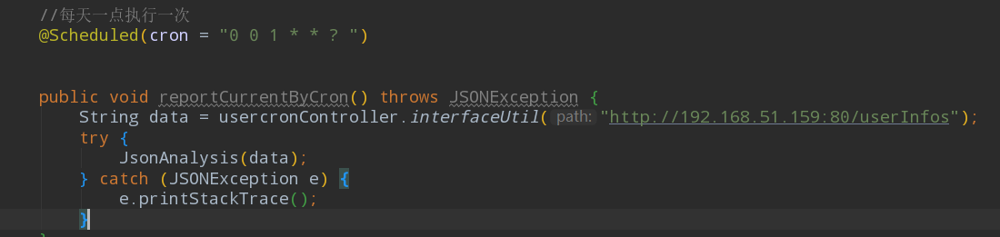 //每天一点执行一次
@Scheduled(cron = "0 0 1 * * ? ")
public void reportCurrentByCron() throws JSONException {
String data = usercronController.interfaceUtil( path: "http://192.168.51.159:80/userInfos");
try {
JsonAnalysis(data);
} catch (JSONException e) {
e.printStackTrace();
}
}